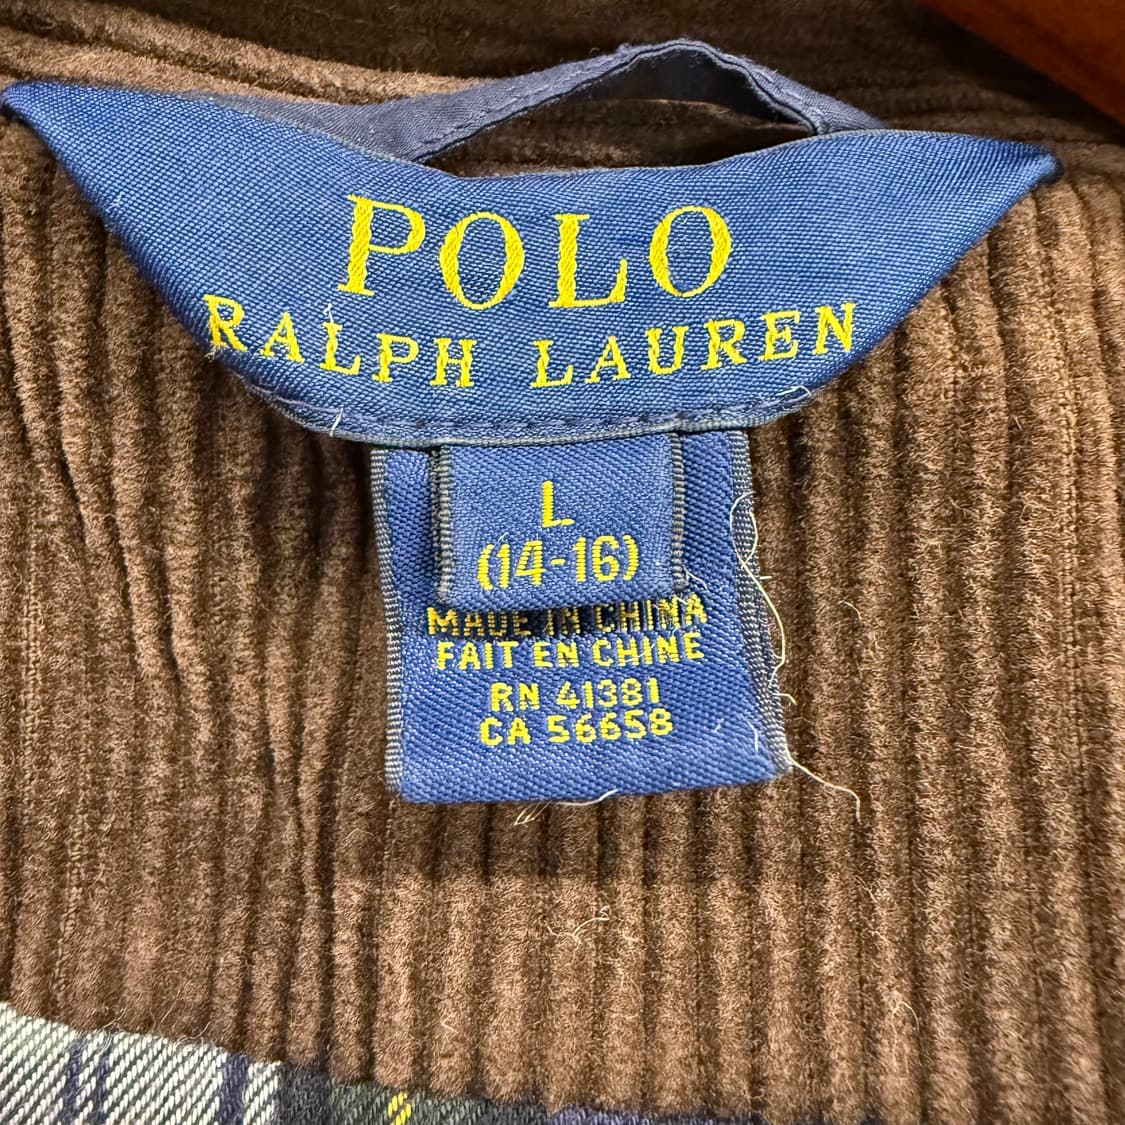 POLO
RALPH LAUREN
L
(14-16)
MADE IN CHINA
FAIT EN CHINE
RN 41381
CA 56658